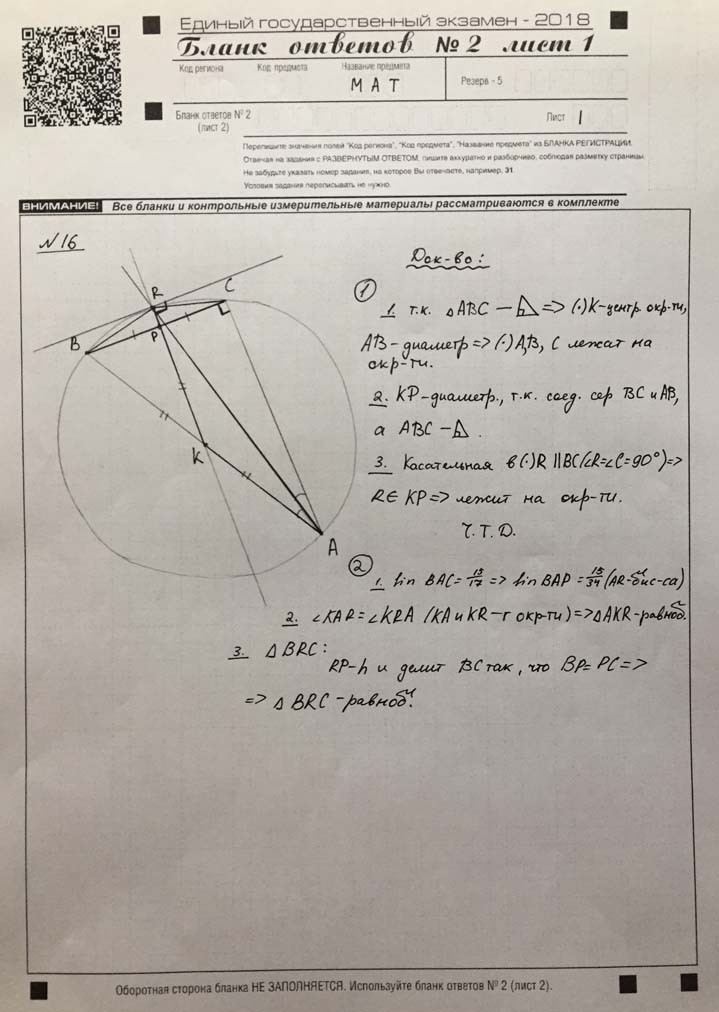 Единый государственный экзамен - 2018
Бланк ответов № 2 лист 1
Код региона Код предмета Название предмета
МАТ
Резерв - 5
Бланк ответов № 2
(лист 2)
Лист 1
Перепишите значения полей "Код региона", "Код предмета", "Название предмета" из БЛАНКА РЕГИСТРАЦИИ.
Отвечая на задания с РАЗВЕРНУТЫМ ОТВЕТОМ, пишите аккуратно и разборчиво, соблюдая разметку страницы.
Не забудьте указать номер задания, на которое Вы отвечаете, например, 31.
Условия задания переписывать не нужно.
ВНИМАНИЕ! Все бланки и контрольные измерительные материалы рассматриваются в комплекте
№16
R
C
B
P
K
A
Док-во:
①
1. т.к. △ABC – ◺ => (·)K-центр. окр-ти,
AB-диаметр => (·)A,B, C лежат на
окр-ти.
2. KP-диаметр., т.к. соед. сер BC и AB,
а ABC – ◺.
3. Касательная в (·)R ∥ BC (∠R=∠C=90°) =>
R∈ KP => лежит на окр-ти.
Ч.Т.Д.
②
1. sin BAC = 15/17 => sin BAP = 15/34 (AR-бис-са)
2. ∠KAR = ∠KRA (KA и KR – r окр-ти) => △AKR-равноб.
3. △BRC:
RP-h и делит BC так, что BP=PC =>
=> △BRC-равноб.
Оборотная сторона бланка НЕ ЗАПОЛНЯЕТСЯ. Используйте бланк ответов № 2 (лист 2).